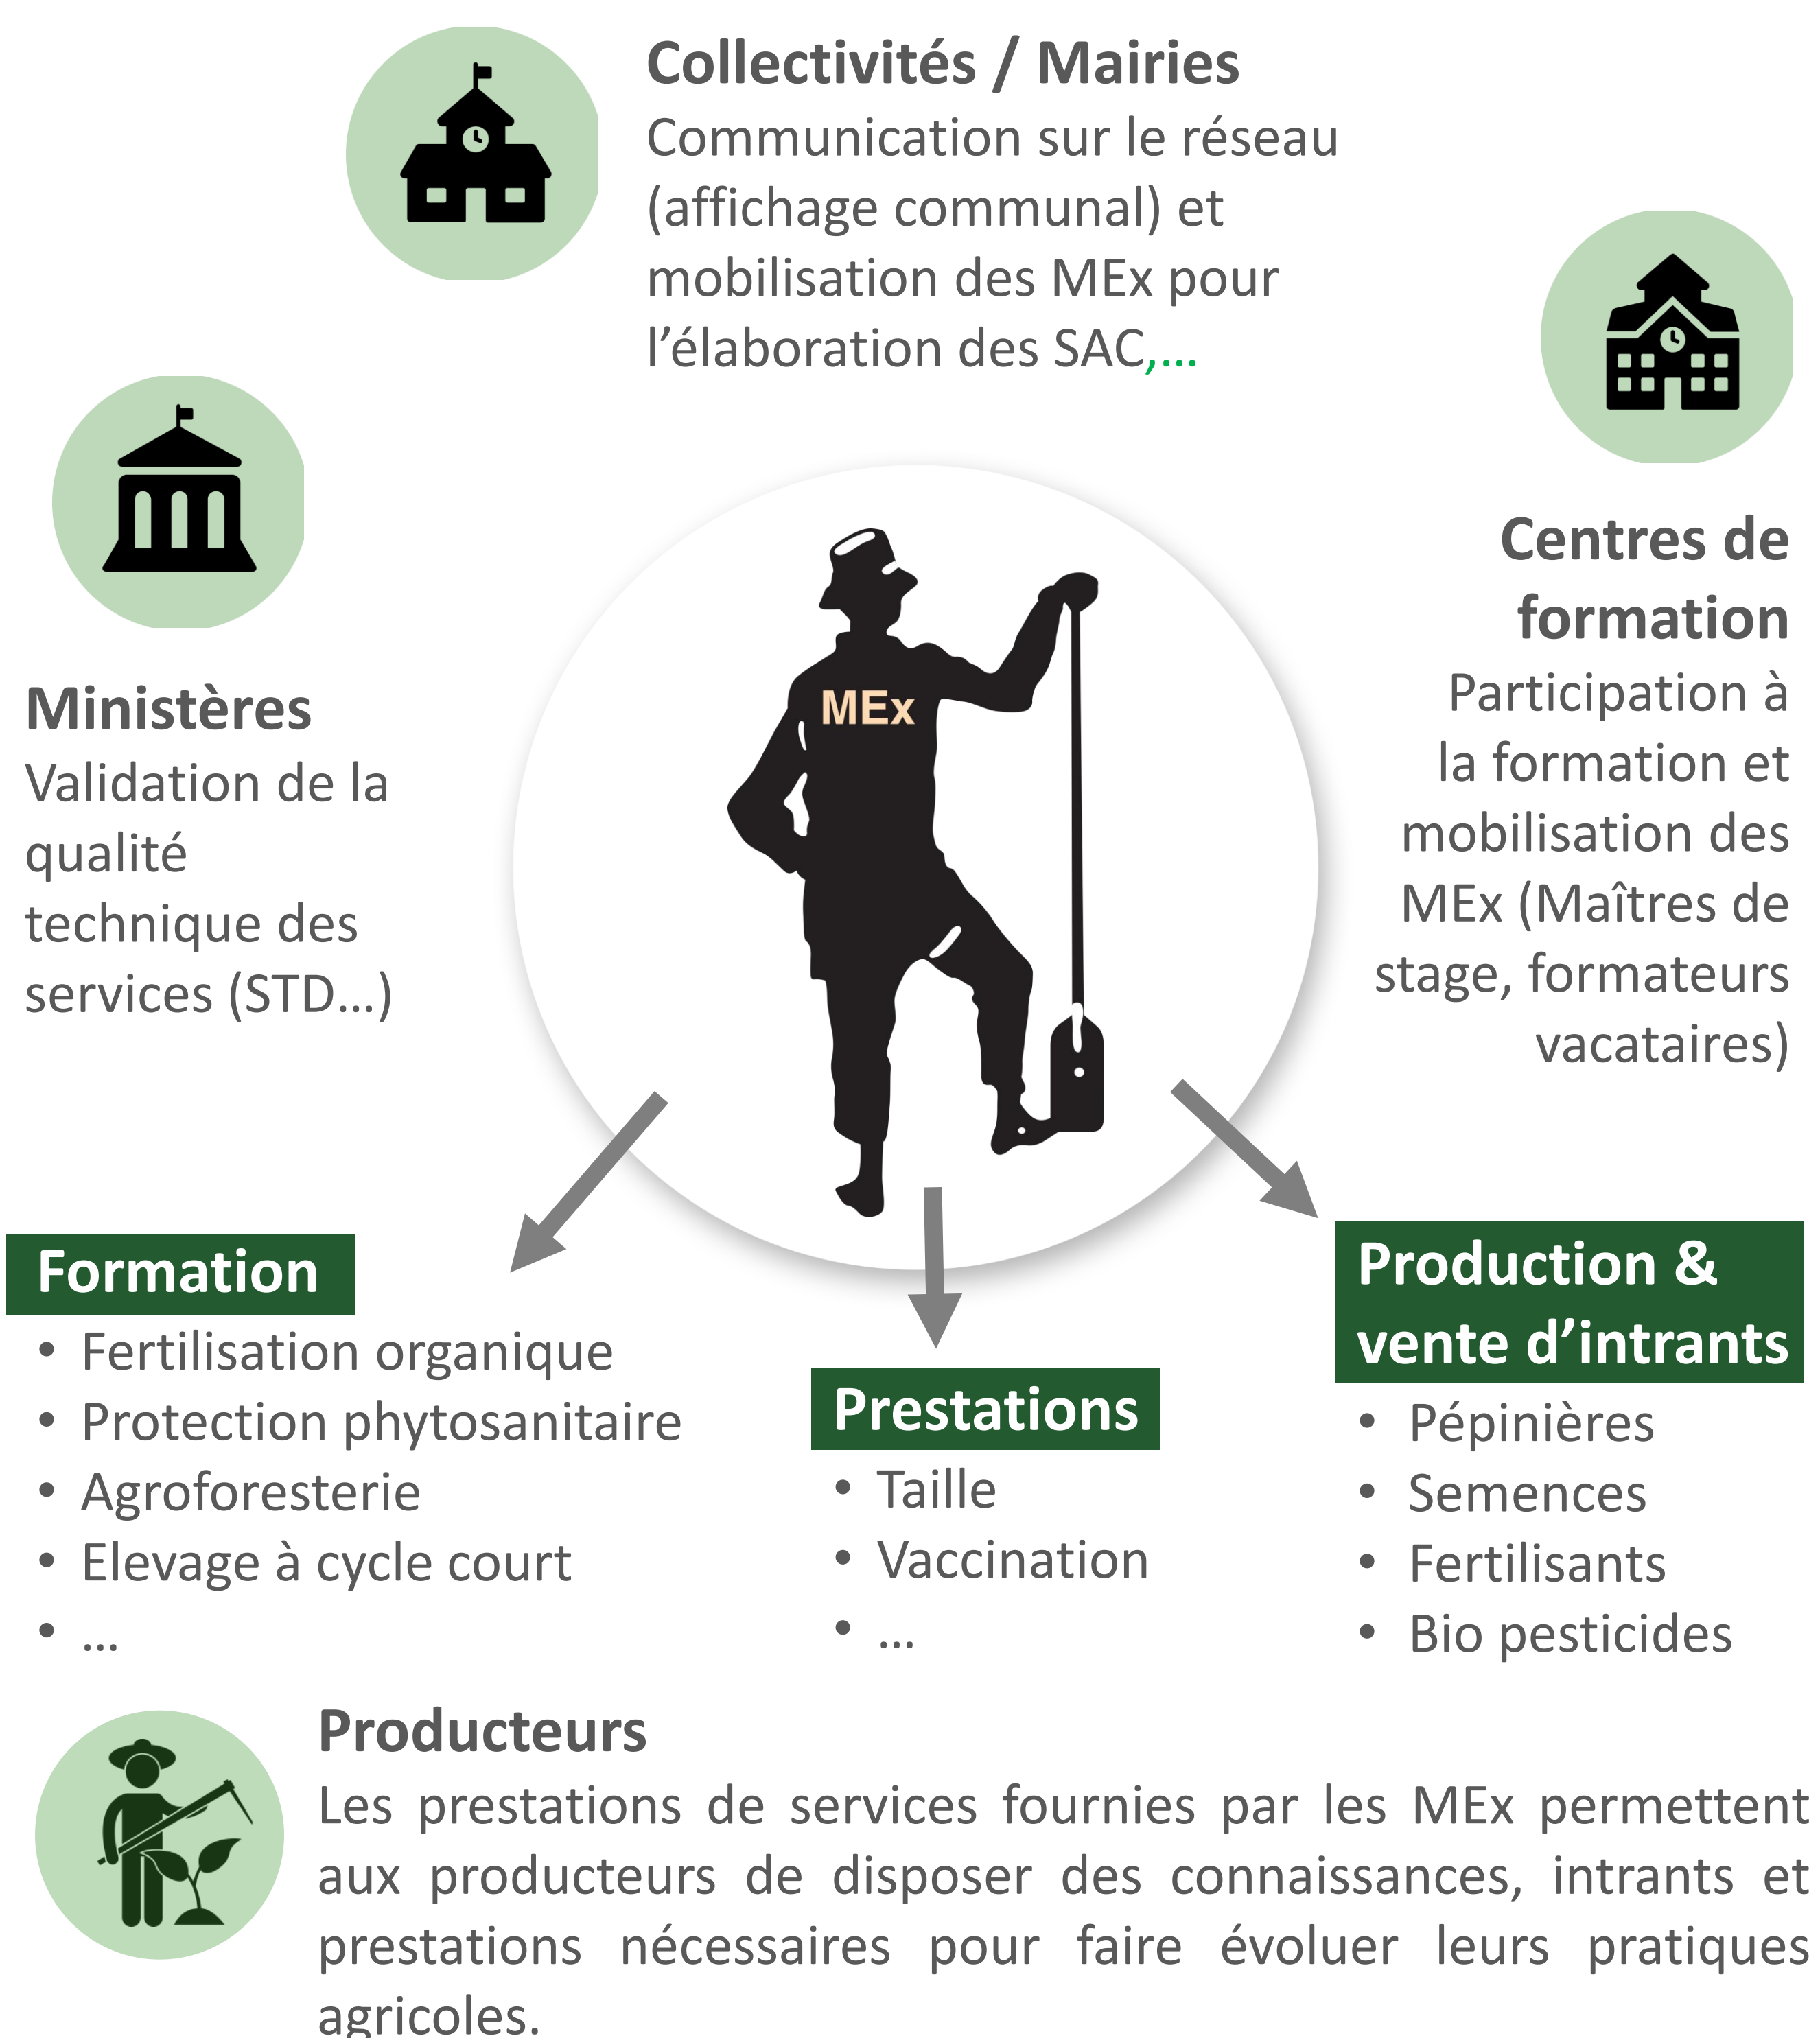 Collectivités / Mairies
Communication sur le réseau
(affichage communal) et
mobilisation des MEx pour
l’élaboration des SAC,...
Ministères
Validation de la
qualité
technique des
services (STD...)
MEx
Centres de
formation
Participation à
la formation et
mobilisation des
MEx (Maîtres de
stage, formateurs
vacataires)
Formation
• Fertilisation organique
• Protection phytosanitaire
• Agroforesterie
• Elevage à cycle court
• ...
Prestations
• Taille
• Vaccination
• ...
Production &
vente d’intrants
• Pépinières
• Semences
• Fertilisants
• Bio pesticides
Producteurs
Les prestations de services fournies par les MEx permettent
aux producteurs de disposer des connaissances, intrants et
prestations nécessaires pour faire évoluer leurs pratiques
agricoles.